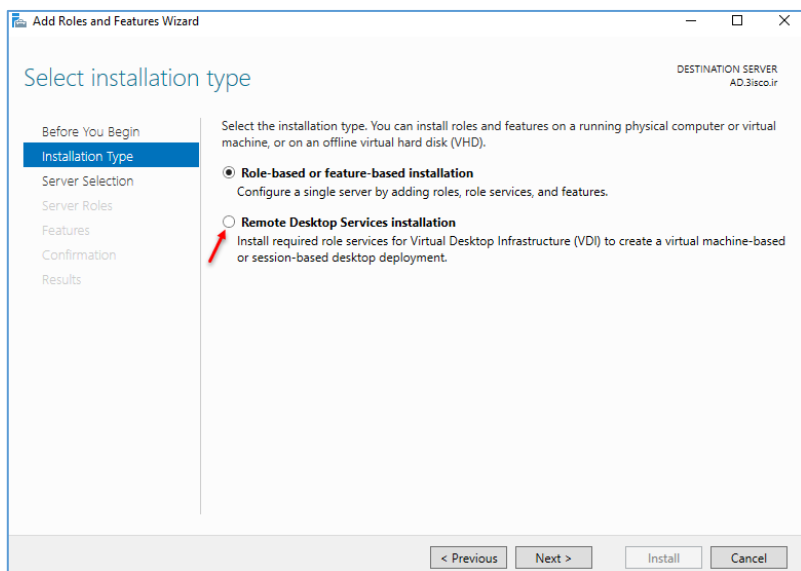 Add Roles and Features Wizard
Select installation type
DESTINATION SERVER
AD.3isco.ir
Before You Begin
Installation Type
Server Selection
Server Roles
Features
Confirmation
Results
Select the installation type. You can install roles and features on a running physical computer or virtual
machine, or on an offline virtual hard disk (VHD).
Role-based or feature-based installation
Configure a single server by adding roles, role services, and features.
Remote Desktop Services installation
Install required role services for Virtual Desktop Infrastructure (VDI) to create a virtual machine-based
or session-based desktop deployment.
< Previous
Next >
Install
Cancel